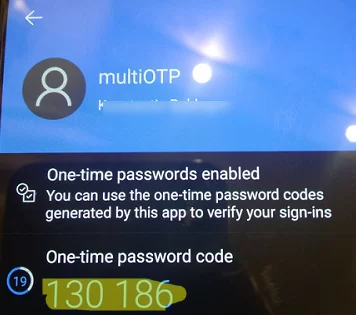 multiOTP
One-time passwords enabled
You can use the one-time password codes
generated by this app to verify your sign-ins
One-time password code
19
130 186